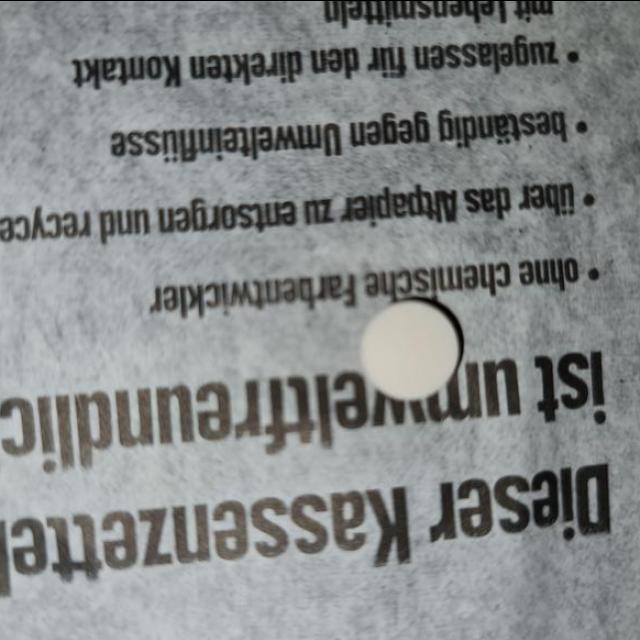 Dieser Kassenzettel
ist umweltfreundlic
• ohne chemische Farbentwickler
• über das Altpapier zu entsorgen und recyce
• beständig gegen Umwelteinflüsse
• zugelassen für den direkten Kontakt
mit Lebensmitteln